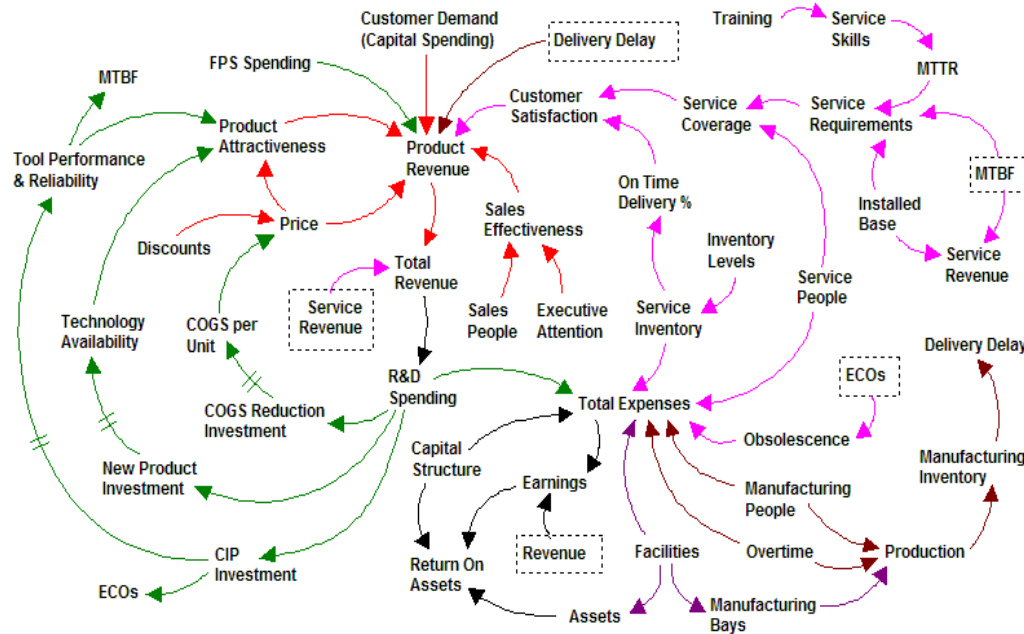 Customer Demand
(Capital Spending)
Training
Service
Skills
Delivery Delay
FPS Spending
MTBF
MTTR
Customer
Satisfaction
Service
Coverage
Service
Requirements
Product
Attractiveness
Product
Revenue
Tool Performance
& Reliability
MTBF
On Time
Delivery %
Installed
Base
Sales
Effectiveness
Price
Discounts
Inventory
Levels
Service
Revenue
Total
Revenue
Service
People
Service
Revenue
Sales
People
Executive
Attention
Service
Inventory
Technology
Availability
COGS per
Unit
Delivery Delay
R&D
Spending
ECOs
Total Expenses
COGS Reduction
Investment
Obsolescence
Capital
Structure
Manufacturing
Inventory
New Product
Investment
Earnings
Manufacturing
People
Revenue
Facilities
Overtime
Production
CIP
Investment
Return On
Assets
ECOs
Assets
Manufacturing
Bays